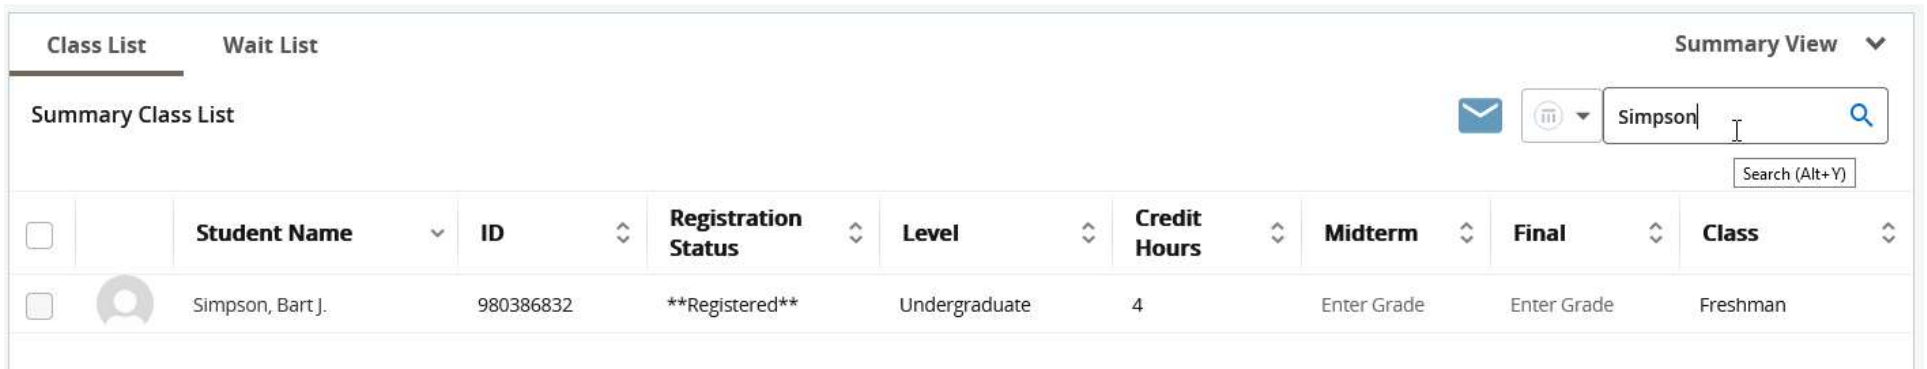 Class List Wait List Summary View
Summary Class List Simpson
Search (Alt+Y)
Student Name ID Registration Status Level Credit Hours Midterm Final Class
Simpson, Bart J. 980386832 **Registered** Undergraduate 4 Enter Grade Enter Grade Freshman